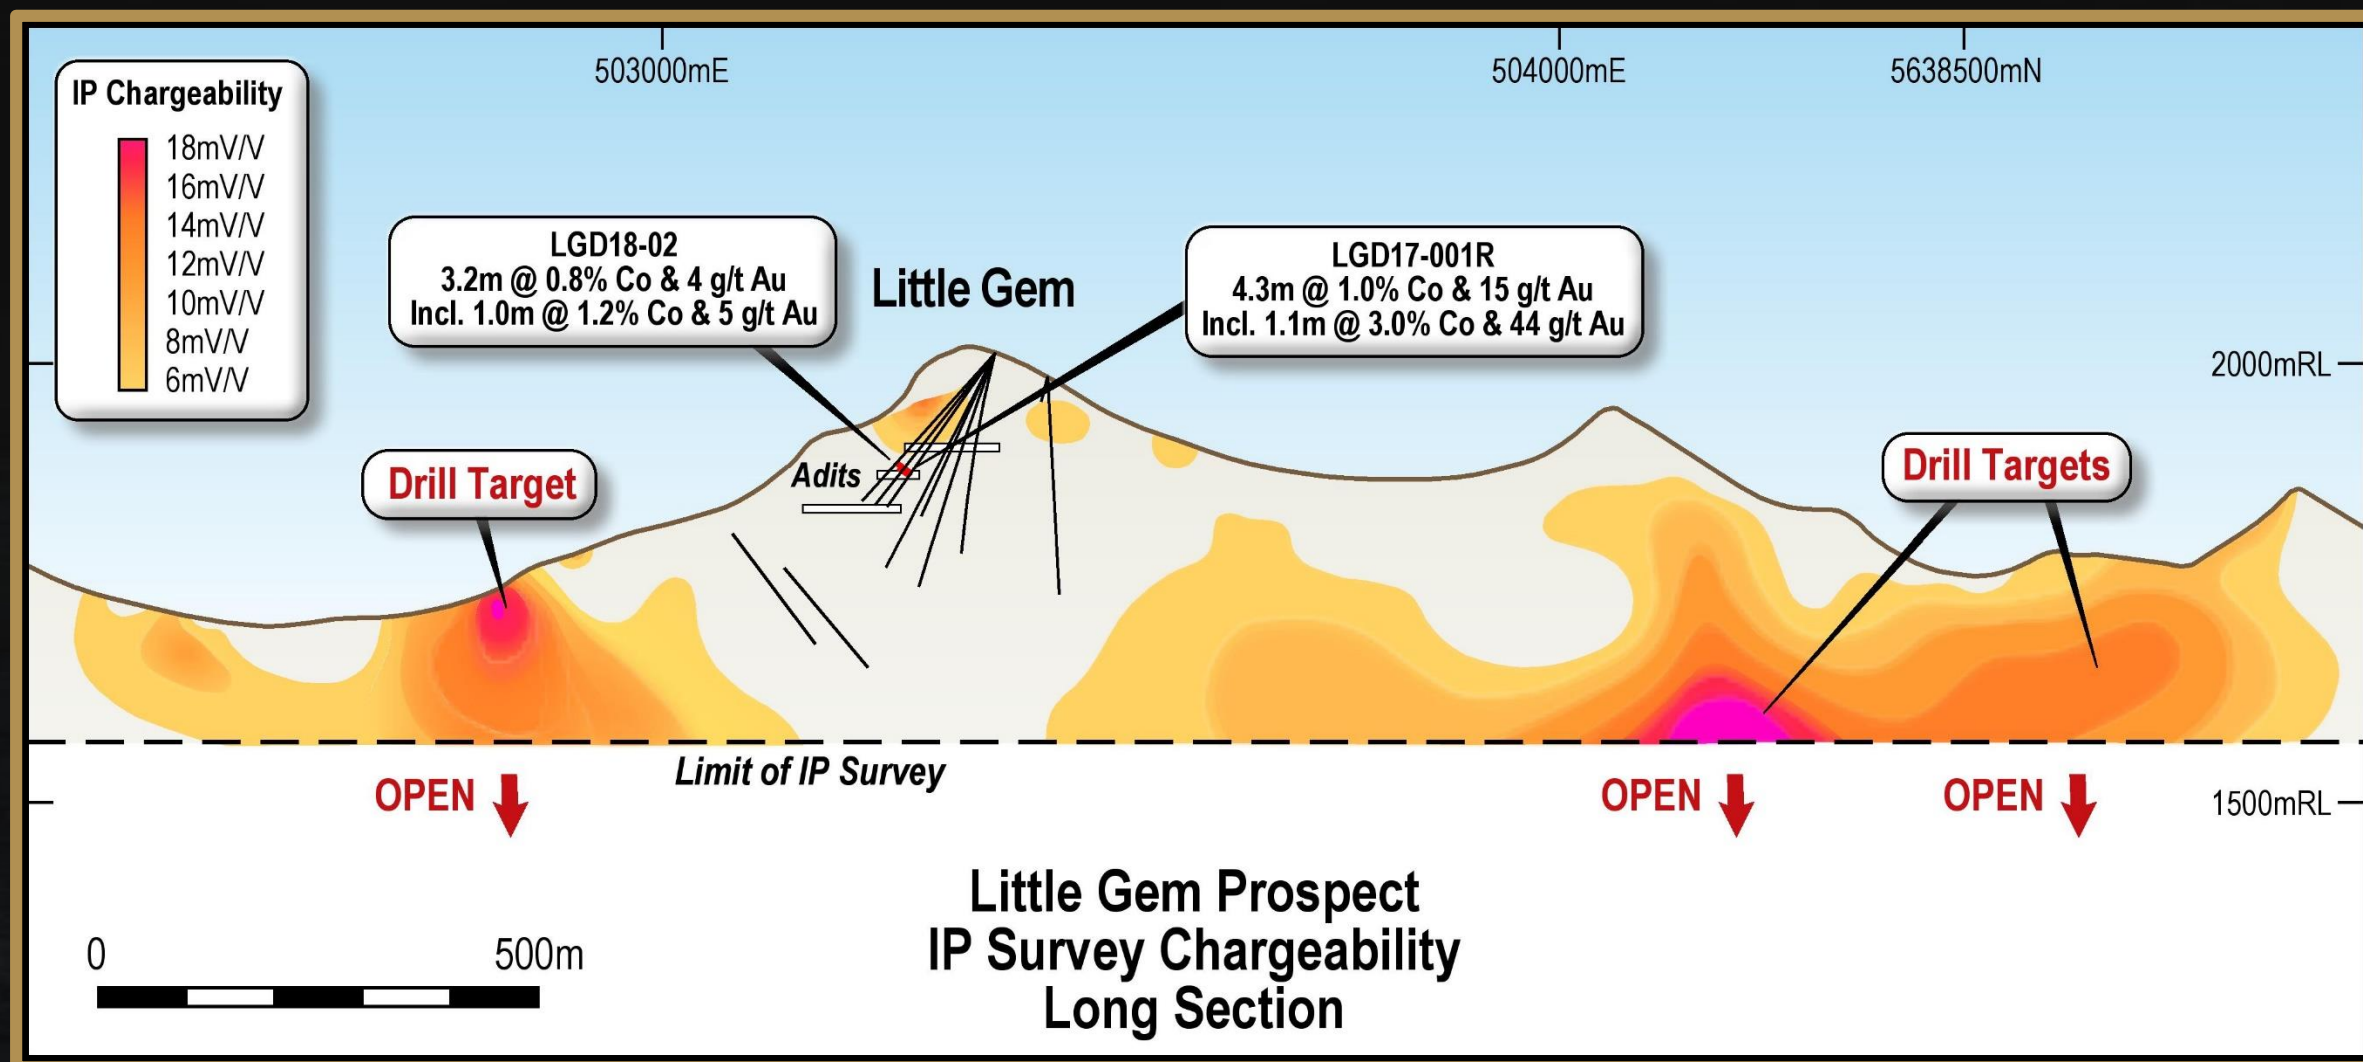 503000mE
504000mE
5638500mN
IP Chargeability
18mV/V
16mV/V
14mV/V
12mV/V
10mV/V
8mV/V
6mV/V
LGD18-02
3.2m @ 0.8% Co & 4 g/t Au
Incl. 1.0m @ 1.2% Co & 5 g/t Au
Little Gem
LGD17-001R
4.3m @ 1.0% Co & 15 g/t Au
Incl. 1.1m @ 3.0% Co & 44 g/t Au
2000mRL
Drill Target
Adits
Drill Targets
Limit of IP Survey
OPEN
OPEN
OPEN
1500mRL
Little Gem Prospect
IP Survey Chargeability
Long Section
0
500m